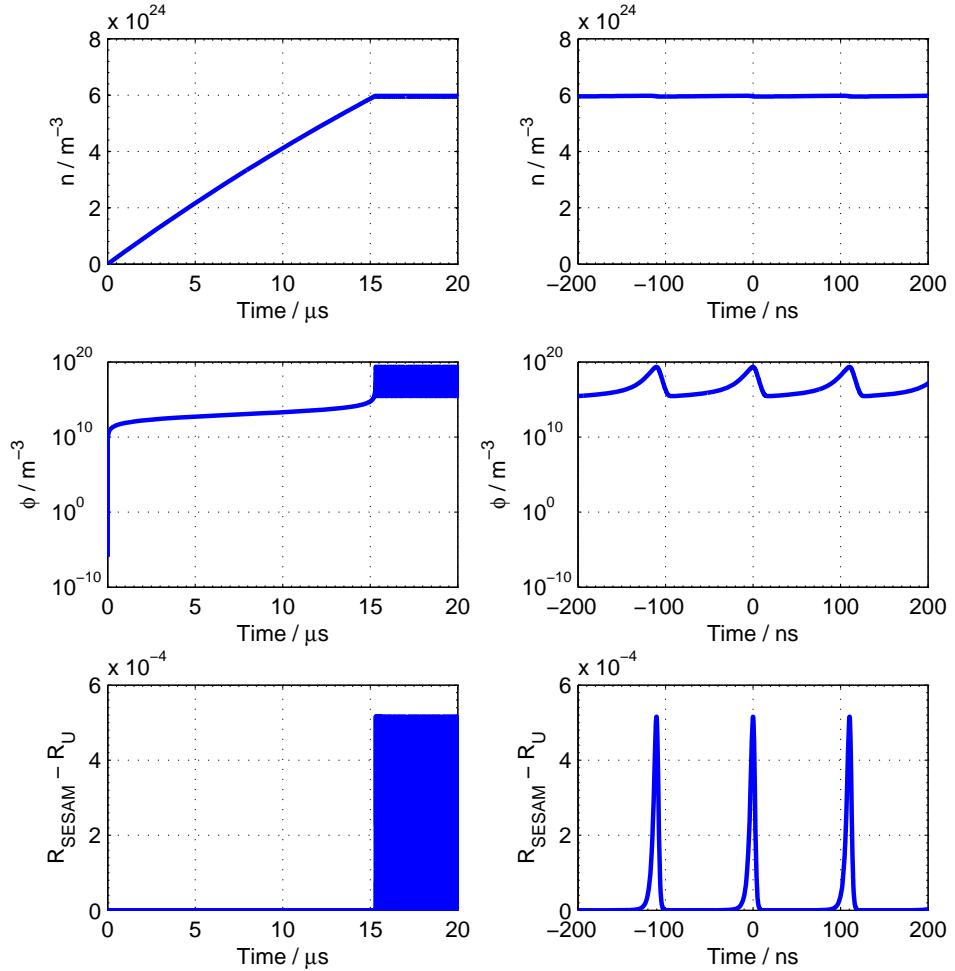 x 10^24
8
6
4
2
0
n / m^−3
0 5 10 15 20
Time / μs
x 10^24
8
6
4
2
0
n / m^−3
−200 −100 0 100 200
Time / ns
10^20
10^10
10^0
10^−10
ϕ / m^−3
0 5 10 15 20
Time / μs
10^20
10^10
10^0
10^−10
ϕ / m^−3
−200 −100 0 100 200
Time / ns
x 10^−4
6
4
2
0
R_SESAM − R_U
0 5 10 15 20
Time / μs
x 10^−4
6
4
2
0
R_SESAM − R_U
−200 −100 0 100 200
Time / ns